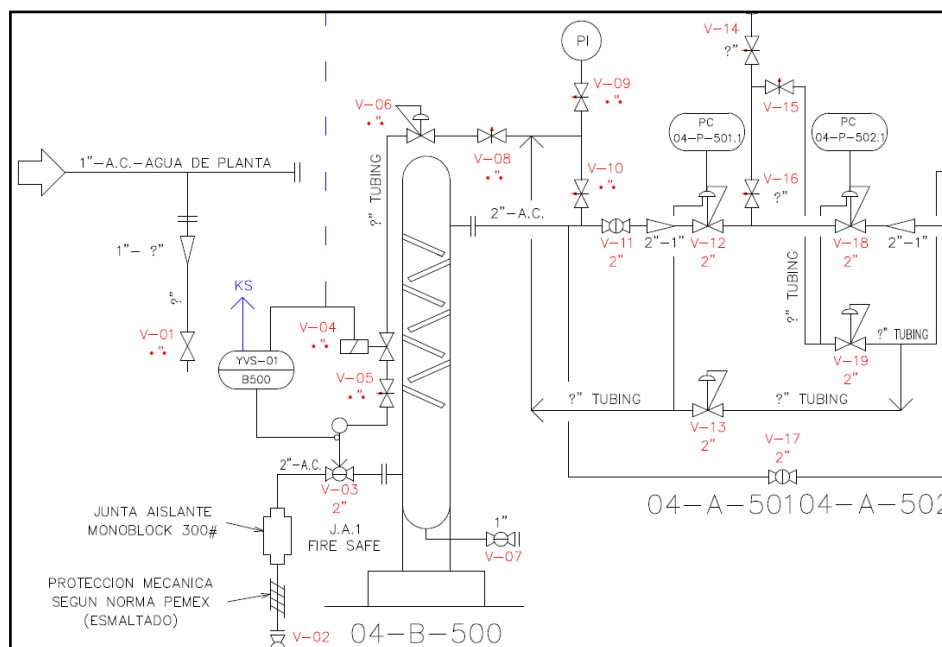 V-14
?"
PI
V-09
V-06
V-15
PC
04-P-501.1
PC
04-P-502.1
1"-A.C.-AGUA DE PLANTA
V-08
V-10
V-16
?"
?" TUBING
2"-A.C.
1"- ?"
V-11
2"
2"-1"
V-12
2"
V-18
2"
2"-1"
?"
KS
?" TUBING
V-01
V-04
?" TUBING
YVS-01
B500
V-05
V-19
2"
?" TUBING
?" TUBING
V-13
2"
V-17
2"
2"-A.C.
V-03
2"
04-A-501
04-A-502
JUNTA AISLANTE
MONOBLOCK 300#
J.A.1
FIRE SAFE
1"
V-07
PROTECCION MECANICA
SEGUN NORMA PEMEX
(ESMALTADO)
V-02
04-B-500